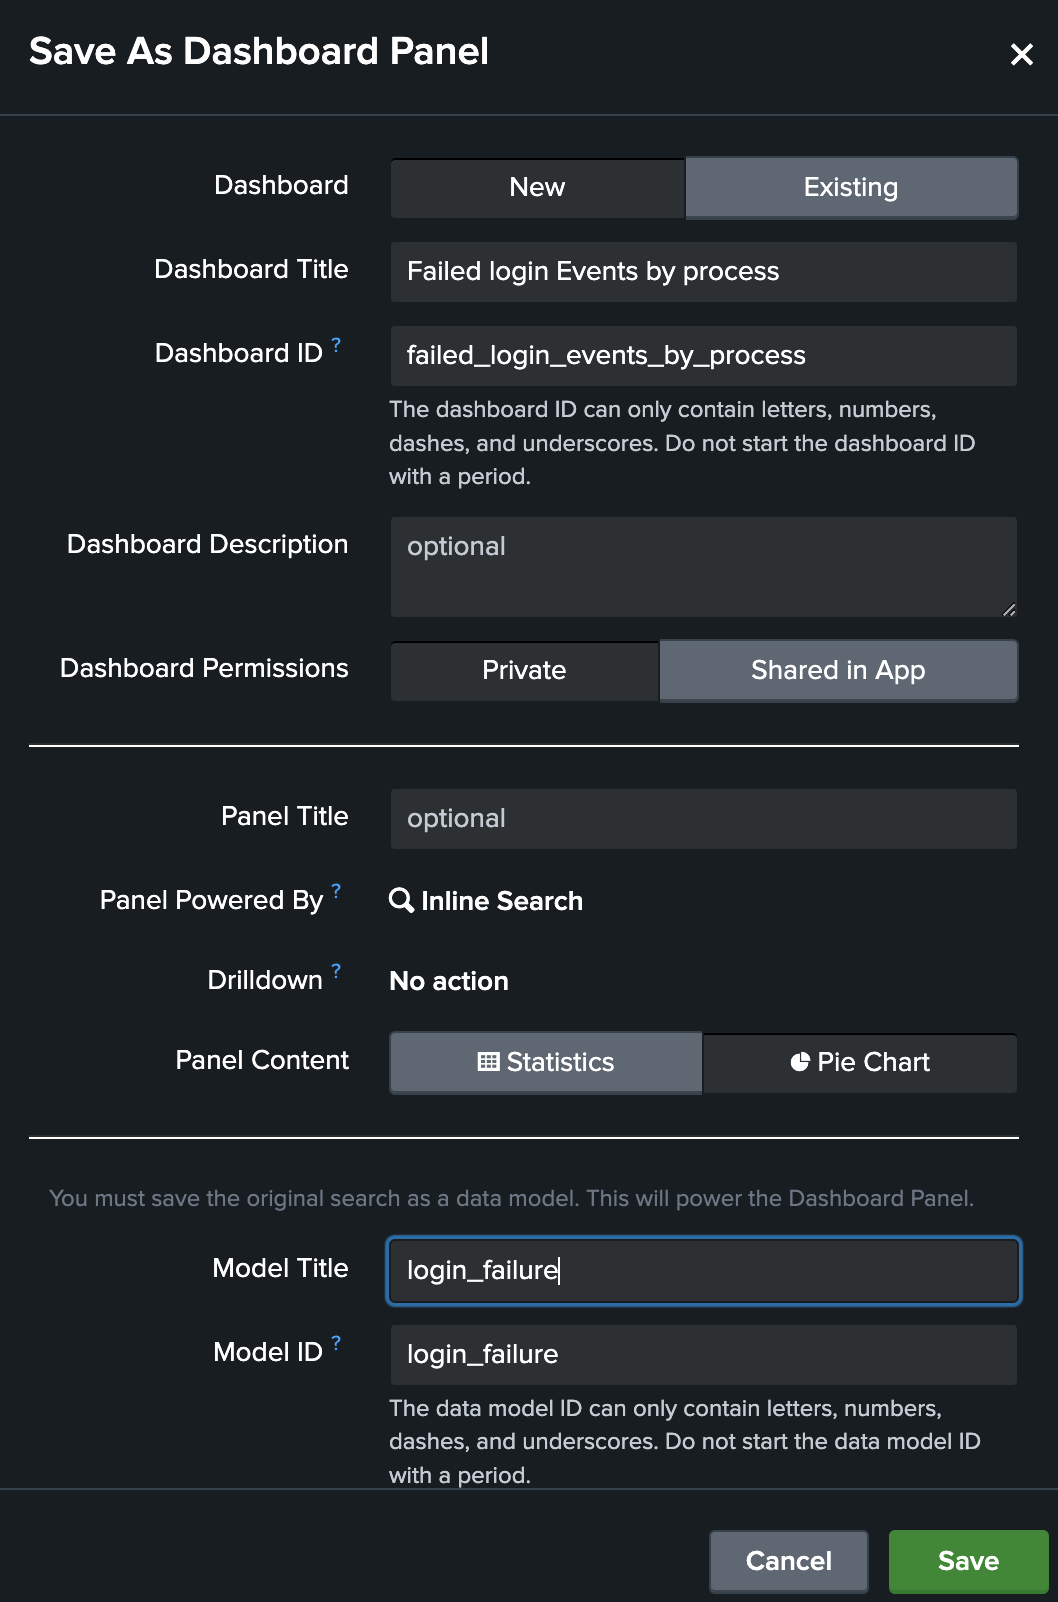 Save As Dashboard Panel
Dashboard New Existing
Dashboard Title Failed login Events by process
Dashboard ID ? failed_login_events_by_process
The dashboard ID can only contain letters, numbers,
dashes, and underscores. Do not start the dashboard ID
with a period.
Dashboard Description optional
Dashboard Permissions Private Shared in App
Panel Title optional
Panel Powered By ? Inline Search
Drilldown ? No action
Panel Content Statistics Pie Chart
You must save the original search as a data model. This will power the Dashboard Panel.
Model Title login_failure
Model ID ? login_failure
The data model ID can only contain letters, numbers,
dashes, and underscores. Do not start the data model ID
with a period.
Cancel Save